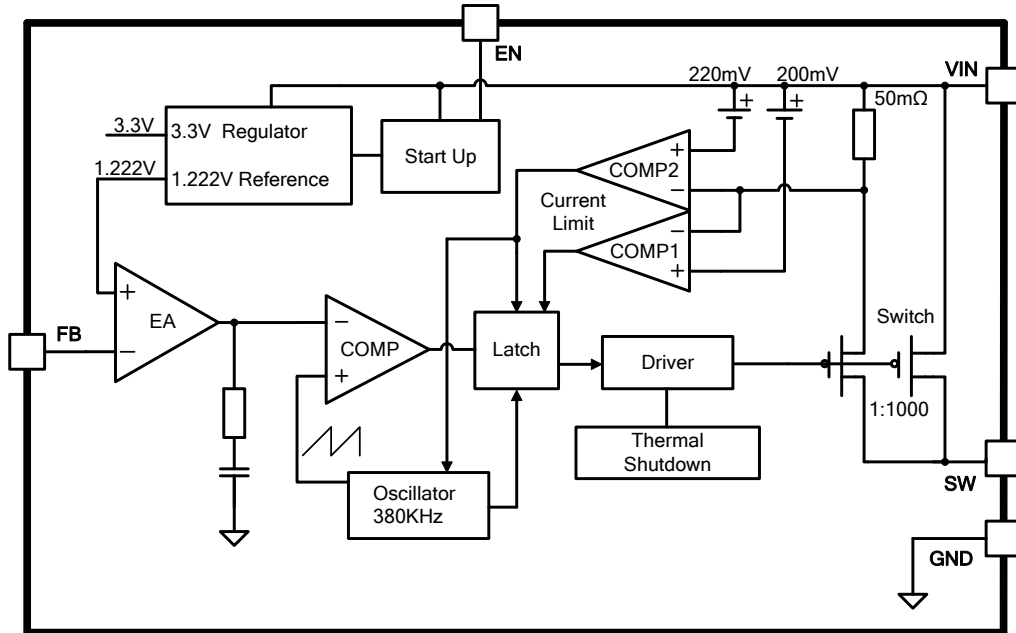 EN
220mV 200mV
VIN
50mΩ
3.3V
3.3V Regulator
1.222V
1.222V Reference
Start Up
+
+
+
COMP2
−
Current
Limit
−
COMP1
+
+
EA
FB
−
−
COMP
+
Latch
Driver
Switch
1:1000
Thermal
Shutdown
Oscillator
380KHz
SW
GND